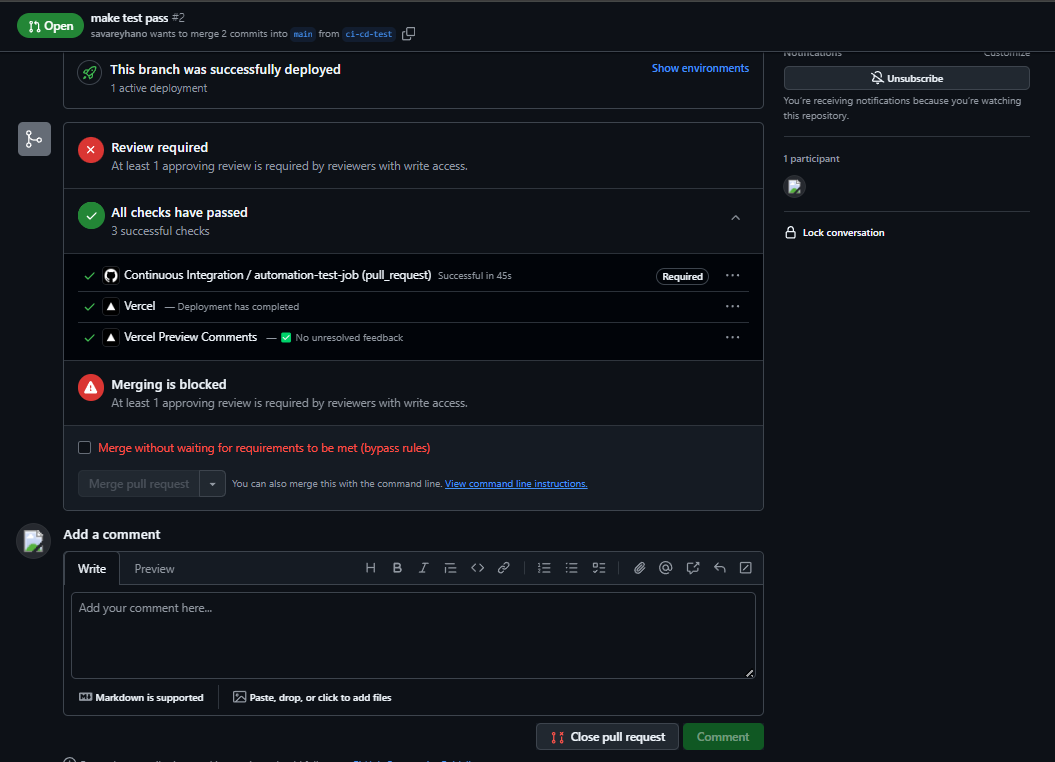 Open
make test pass #2
savareyhano wants to merge 2 commits into main from ci-cd-test
This branch was successfully deployed
1 active deployment
Show environments
Review required
At least 1 approving review is required by reviewers with write access.
All checks have passed
3 successful checks
Continuous Integration / automation-test-job (pull_request) Successful in 45s
Required
Vercel — Deployment has completed
Vercel Preview Comments — ✅ No unresolved feedback
Merging is blocked
At least 1 approving review is required by reviewers with write access.
Merge without waiting for requirements to be met (bypass rules)
Merge pull request
You can also merge this with the command line. View command line instructions.
Add a comment
Write
Preview
Add your comment here...
Markdown is supported
Paste, drop, or click to add files
Close pull request
Comment
Notifications
Customize
Unsubscribe
You're receiving notifications because you're watching
this repository.
1 participant
Lock conversation